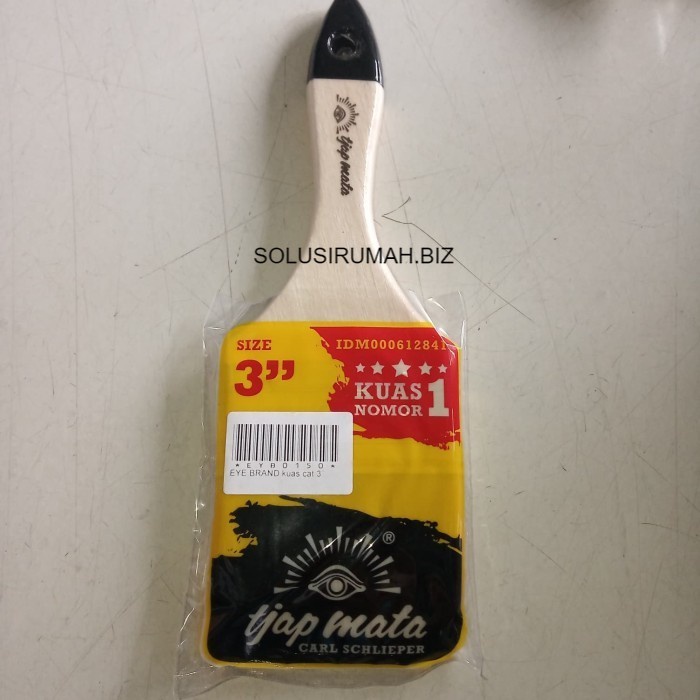 tjap mata
SOLUSIRUMAH.BIZ
SIZE
3”
IDM000612841
KUAS
NOMOR 1
*EYB0150*
EYE BRAND kuas cat 3
®
tjap mata
CARL SCHLIEPER